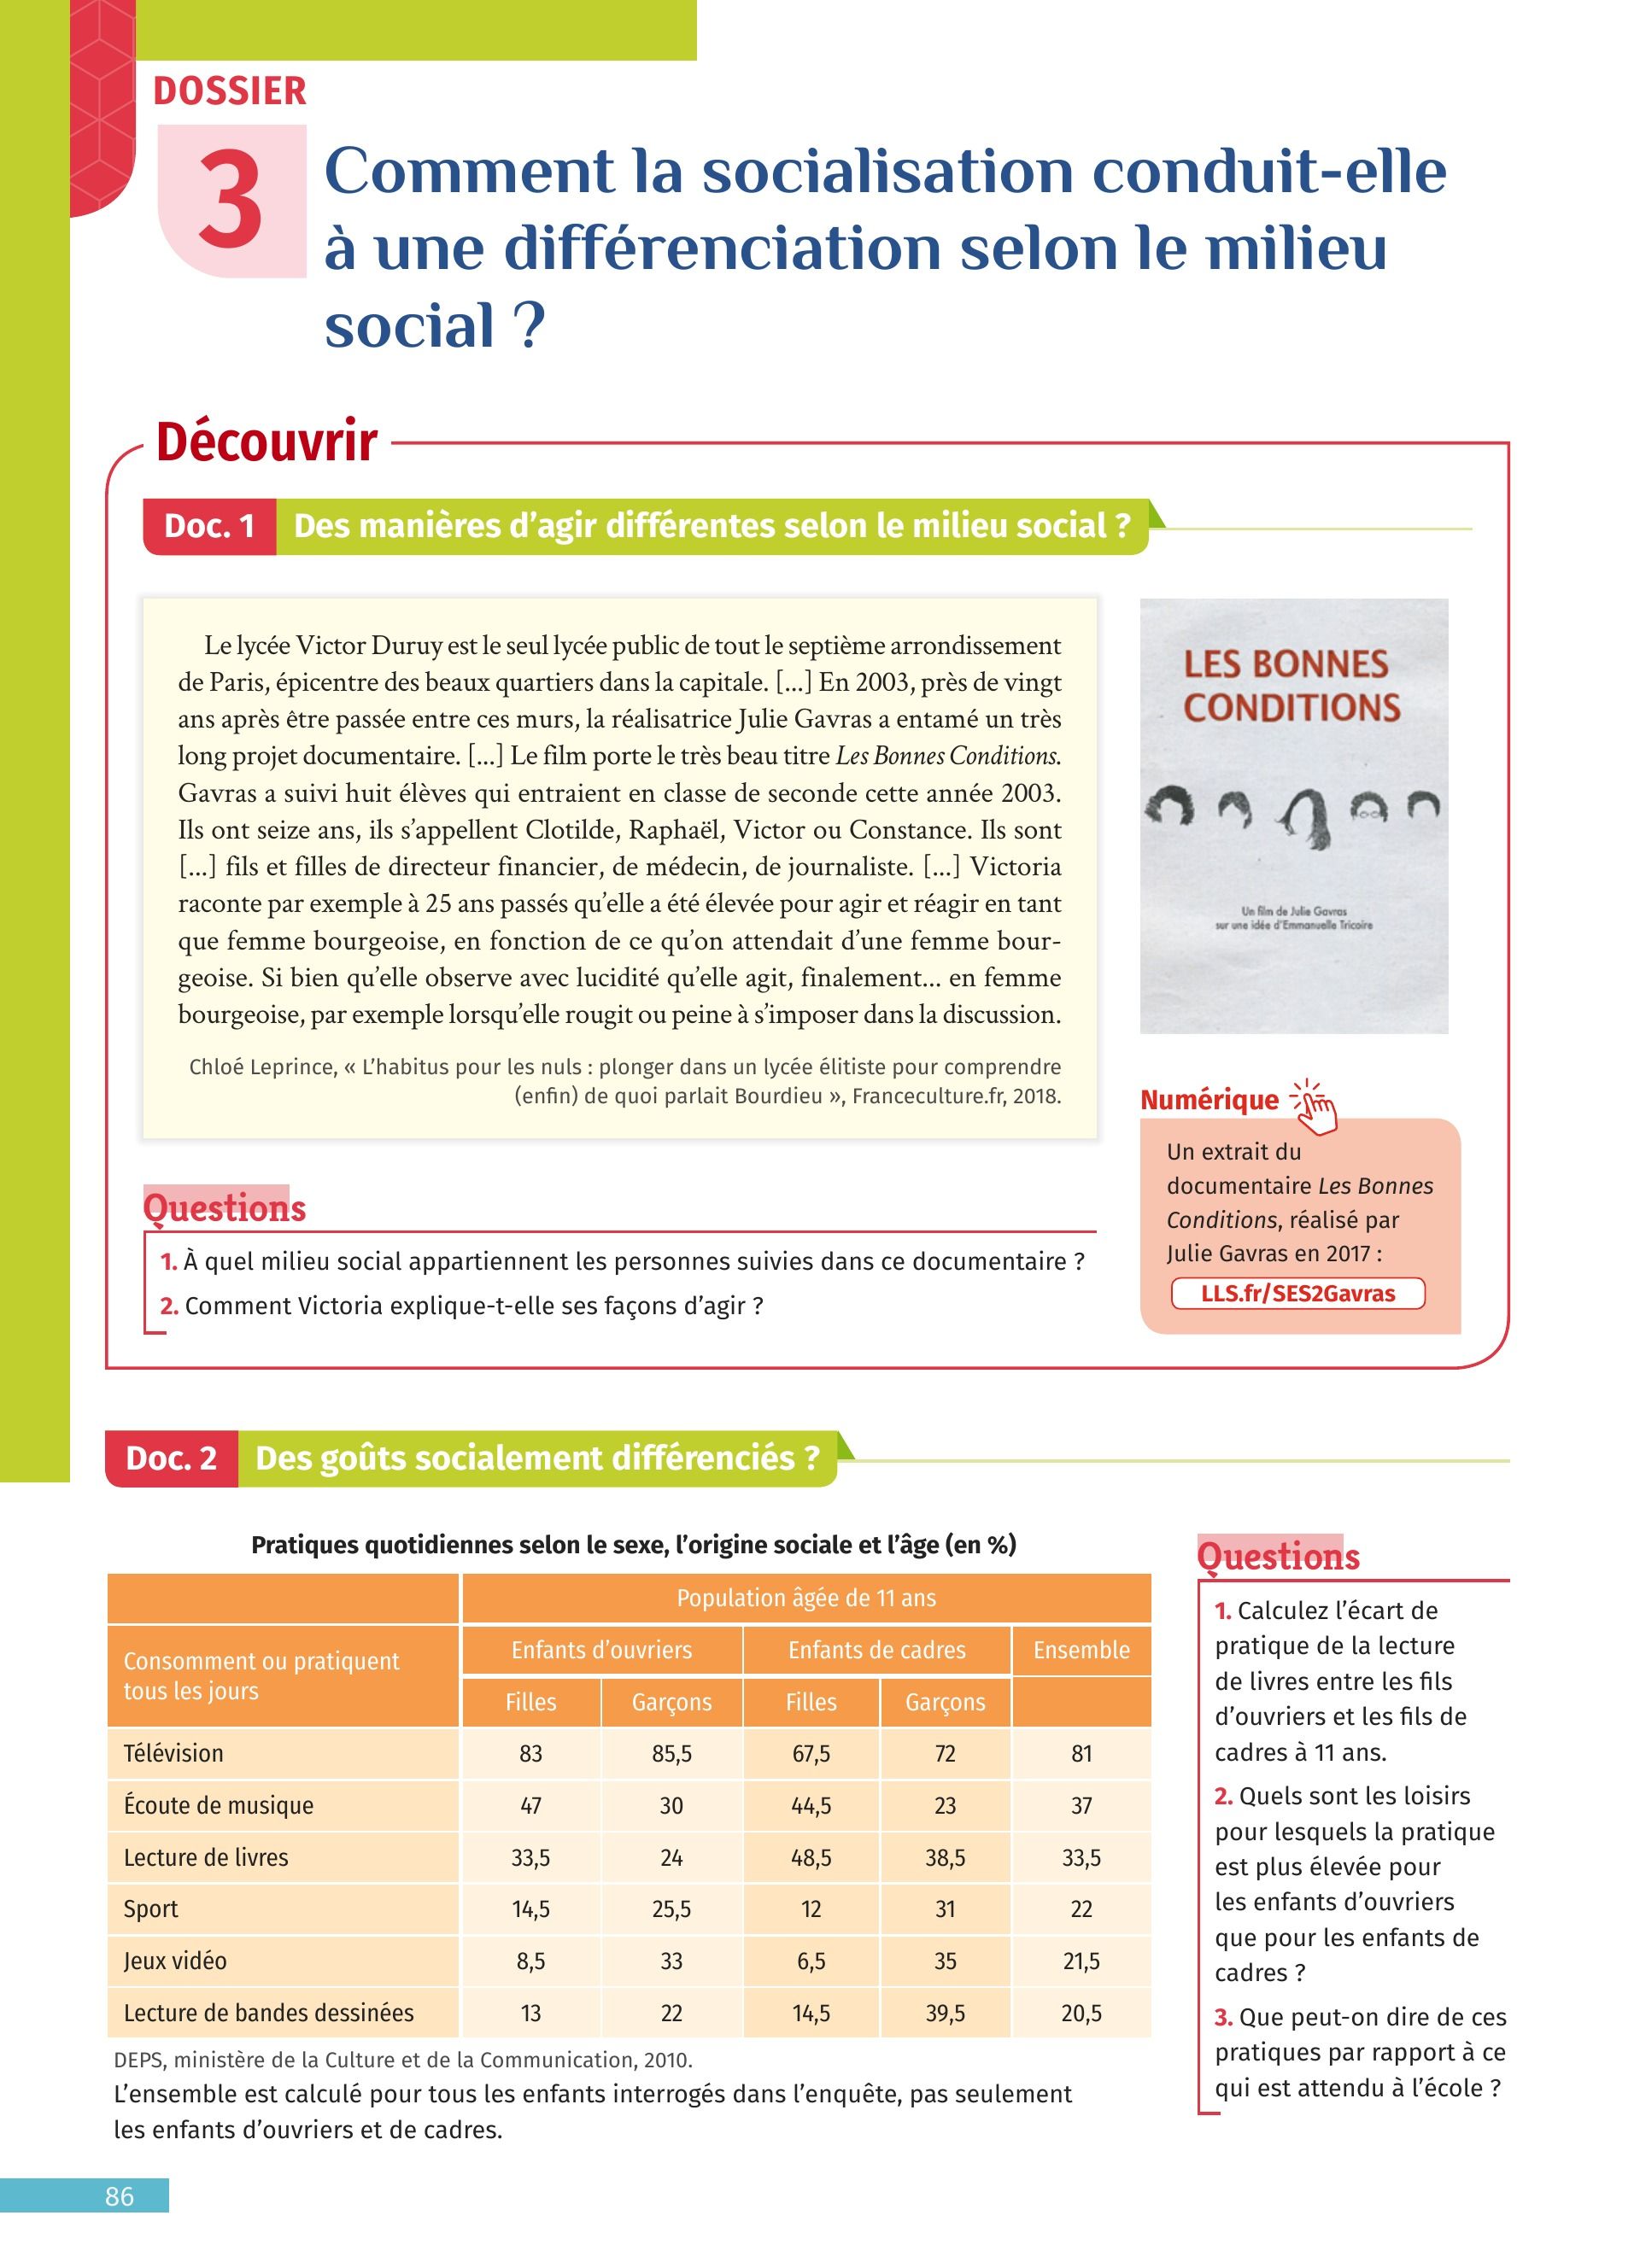 DOSSIER
3
Comment la socialisation conduit-elle
à une différenciation selon le milieu
social ?
Découvrir
Doc. 1 Des manières d'agir différentes selon le milieu social ?
Le lycée Victor Duruy est le seul lycée public de tout le septième arrondissement
de Paris, épicentre des beaux quartiers dans la capitale. [...] En 2003, près de vingt
ans après être passée entre ces murs, la réalisatrice Julie Gavras a entamé un très
long projet documentaire. [...] Le film porte le très beau titre Les Bonnes Conditions.
Gavras a suivi huit élèves qui entraient en classe de seconde cette année 2003.
Ils ont seize ans, ils s'appellent Clotilde, Raphaël, Victor ou Constance. Ils sont
[...] fils et filles de directeur financier, de médecin, de journaliste. [...] Victoria
raconte par exemple à 25 ans passés qu'elle a été élevée pour agir et réagir en tant
que femme bourgeoise, en fonction de ce qu'on attendait d'une femme bour-
geoise. Si bien qu'elle observe avec lucidité qu'elle agit, finalement... en femme
bourgeoise, par exemple lorsqu'elle rougit ou peine à s'imposer dans la discussion.
Chloé Leprince, « L'habitus pour les nuls : plonger dans un lycée élitiste pour comprendre
(enfin) de quoi parlait Bourdieu », Franceculture.fr, 2018.
LES BONNES
CONDITIONS
Un film de Julie Gavras
sur une idée d'Emmanuelle Tricoire
Numérique
Un extrait du
documentaire Les Bonnes
Conditions, réalisé par
Julie Gavras en 2017 :
LLS.fr/SES2Gavras
Questions
1. À quel milieu social appartiennent les personnes suivies dans ce documentaire ?
2. Comment Victoria explique-t-elle ses façons d'agir ?
Doc. 2 Des goûts socialement différenciés ?
Pratiques quotidiennes selon le sexe, l'origine sociale et l'âge (en %)
Population âgée de 11 ans
Consomment ou pratiquent
tous les jours
Enfants d'ouvriers Enfants de cadres Ensemble
Filles Garçons Filles Garçons
Télévision 83 85,5 67,5 72 81
Écoute de musique 47 30 44,5 23 37
Lecture de livres 33,5 24 48,5 38,5 33,5
Sport 14,5 25,5 12 31 22
Jeux vidéo 8,5 33 6,5 35 21,5
Lecture de bandes dessinées 13 22 14,5 39,5 20,5
DEPS, ministère de la Culture et de la Communication, 2010.
L'ensemble est calculé pour tous les enfants interrogés dans l'enquête, pas seulement
les enfants d'ouvriers et de cadres.
Questions
1. Calculez l'écart de
pratique de la lecture
de livres entre les fils
d'ouvriers et les fils de
cadres à 11 ans.
2. Quels sont les loisirs
pour lesquels la pratique
est plus élevée pour
les enfants d'ouvriers
que pour les enfants de
cadres ?
3. Que peut-on dire de ces
pratiques par rapport à ce
qui est attendu à l'école ?
86